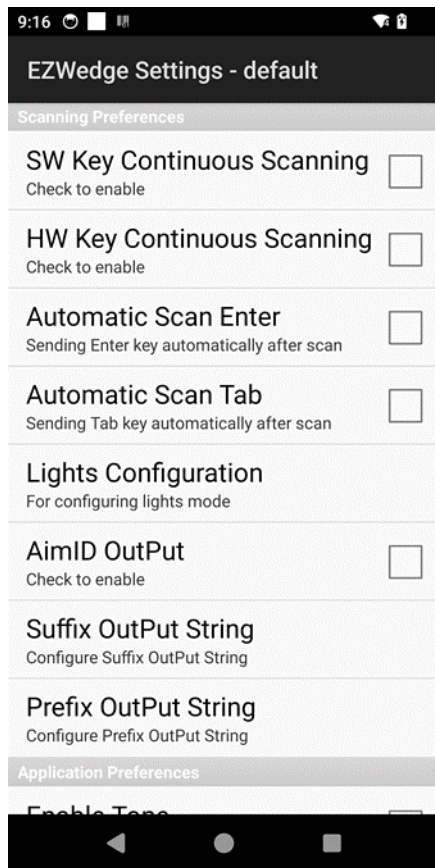 9:16
EZWedge Settings - default
Scanning Preferences
SW Key Continuous Scanning
Check to enable
HW Key Continuous Scanning
Check to enable
Automatic Scan Enter
Sending Enter key automatically after scan
Automatic Scan Tab
Sending Tab key automatically after scan
Lights Configuration
For configuring lights mode
AimID OutPut
Check to enable
Suffix OutPut String
Configure Suffix OutPut String
Prefix OutPut String
Configure Prefix OutPut String
Application Preferences
Enable Tone